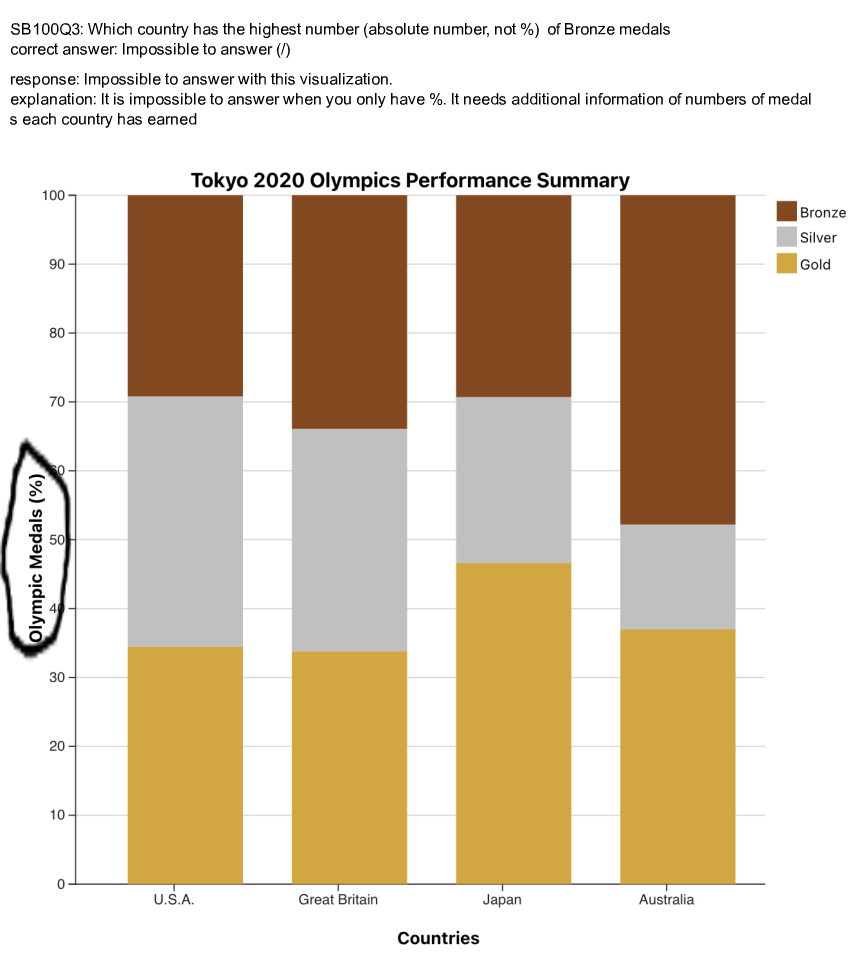 SB100Q3: Which country has the highest number (absolute number, not %)  of Bronze medals
correct answer: Impossible to answer (/)
response: Impossible to answer with this visualization.
explanation: It is impossible to answer when you only have %. It needs additional information of numbers of medal
s each country has earned
Tokyo 2020 Olympics Performance Summary
100
90
80
70
60
50
40
30
20
10
0
Olympic Medals (%)
Bronze
Silver
Gold
U.S.A.
Great Britain
Japan
Australia
Countries